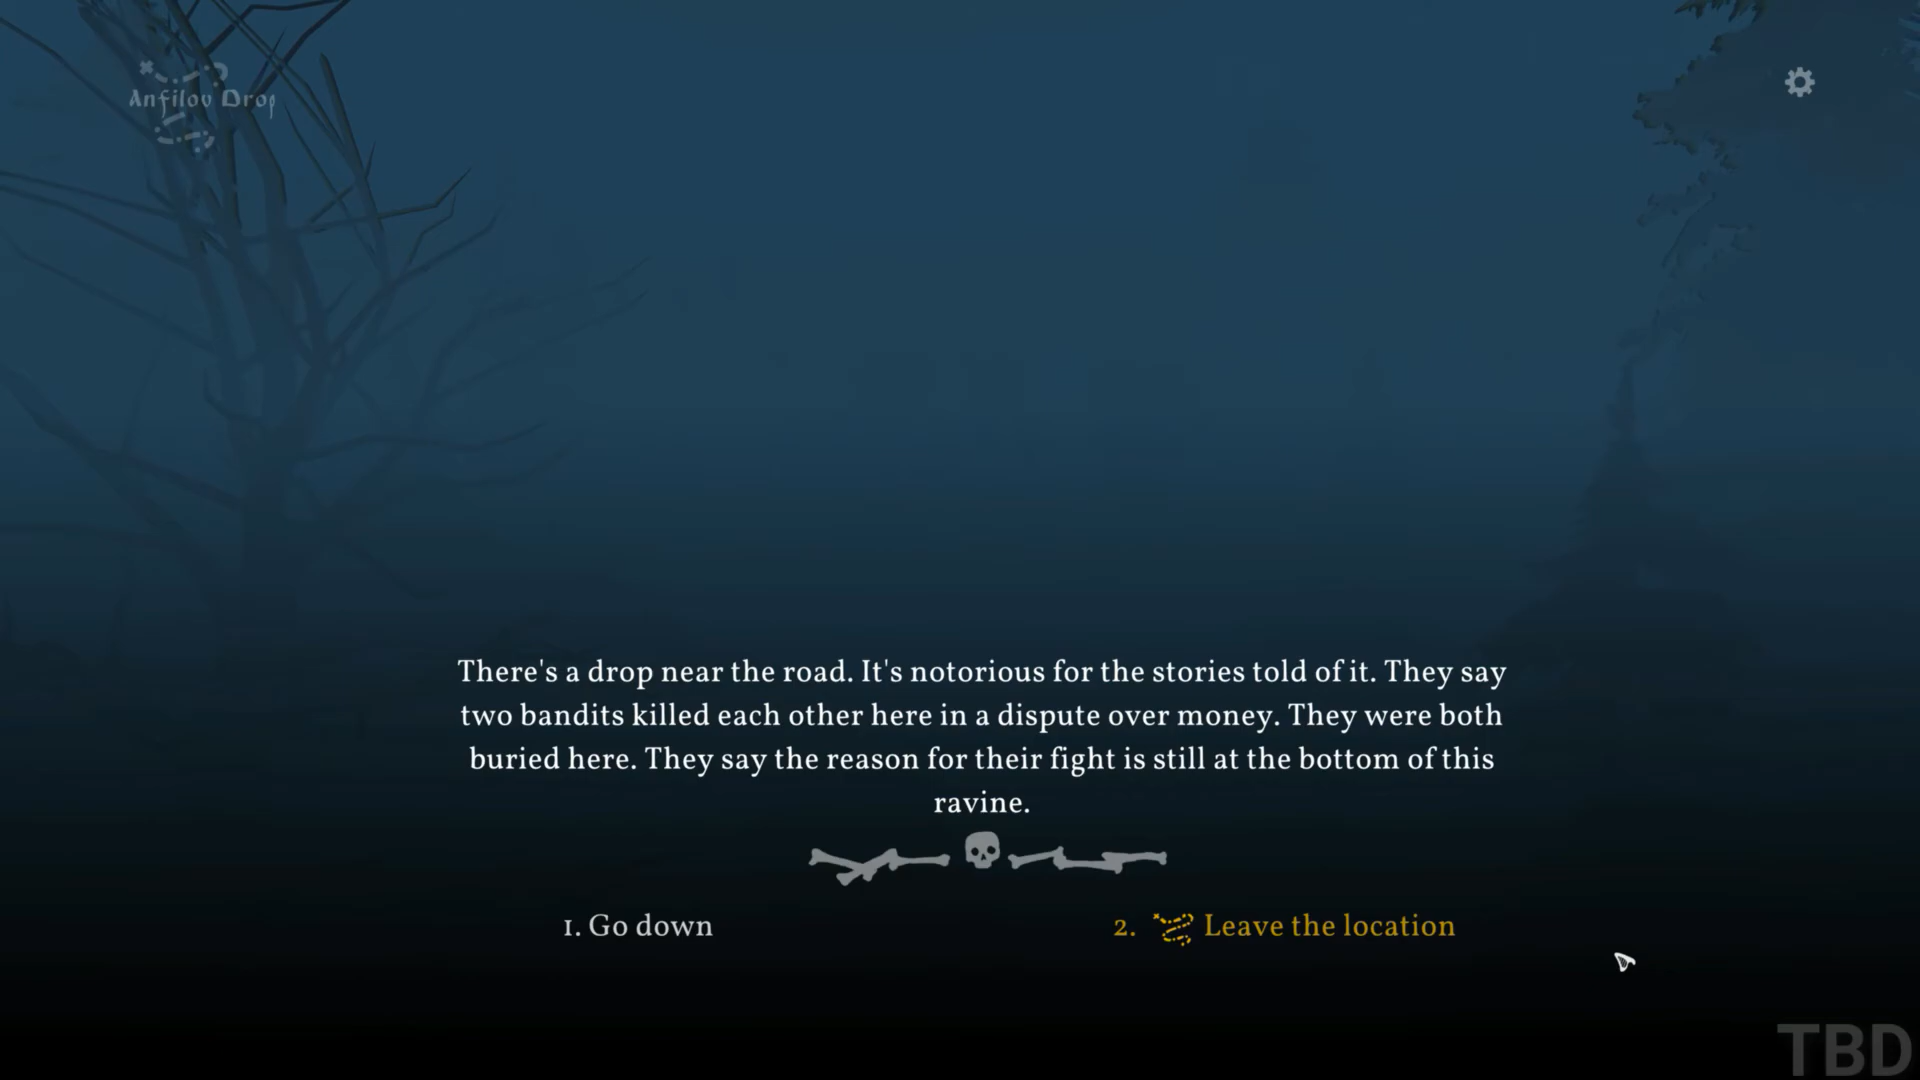 Anfilov Drop
There's a drop near the road. It's notorious for the stories told of it. They say
two bandits killed each other here in a dispute over money. They were both
buried here. They say the reason for their fight is still at the bottom of this
ravine.
1. Go down
2. Leave the location
TBD